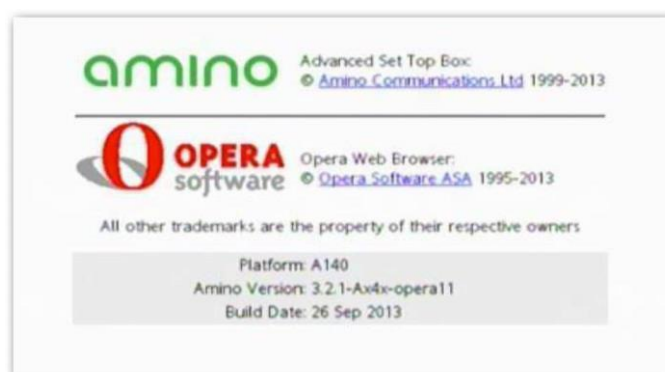 amino
Advanced Set Top Box:
© Amino Communications Ltd 1999-2013
OPERA
software
Opera Web Browser:
© Opera Software ASA 1995-2013
All other trademarks are the property of their respective owners
Platform: A140
Amino Version: 3.2.1-Ax4x-opera11
Build Date: 26 Sep 2013